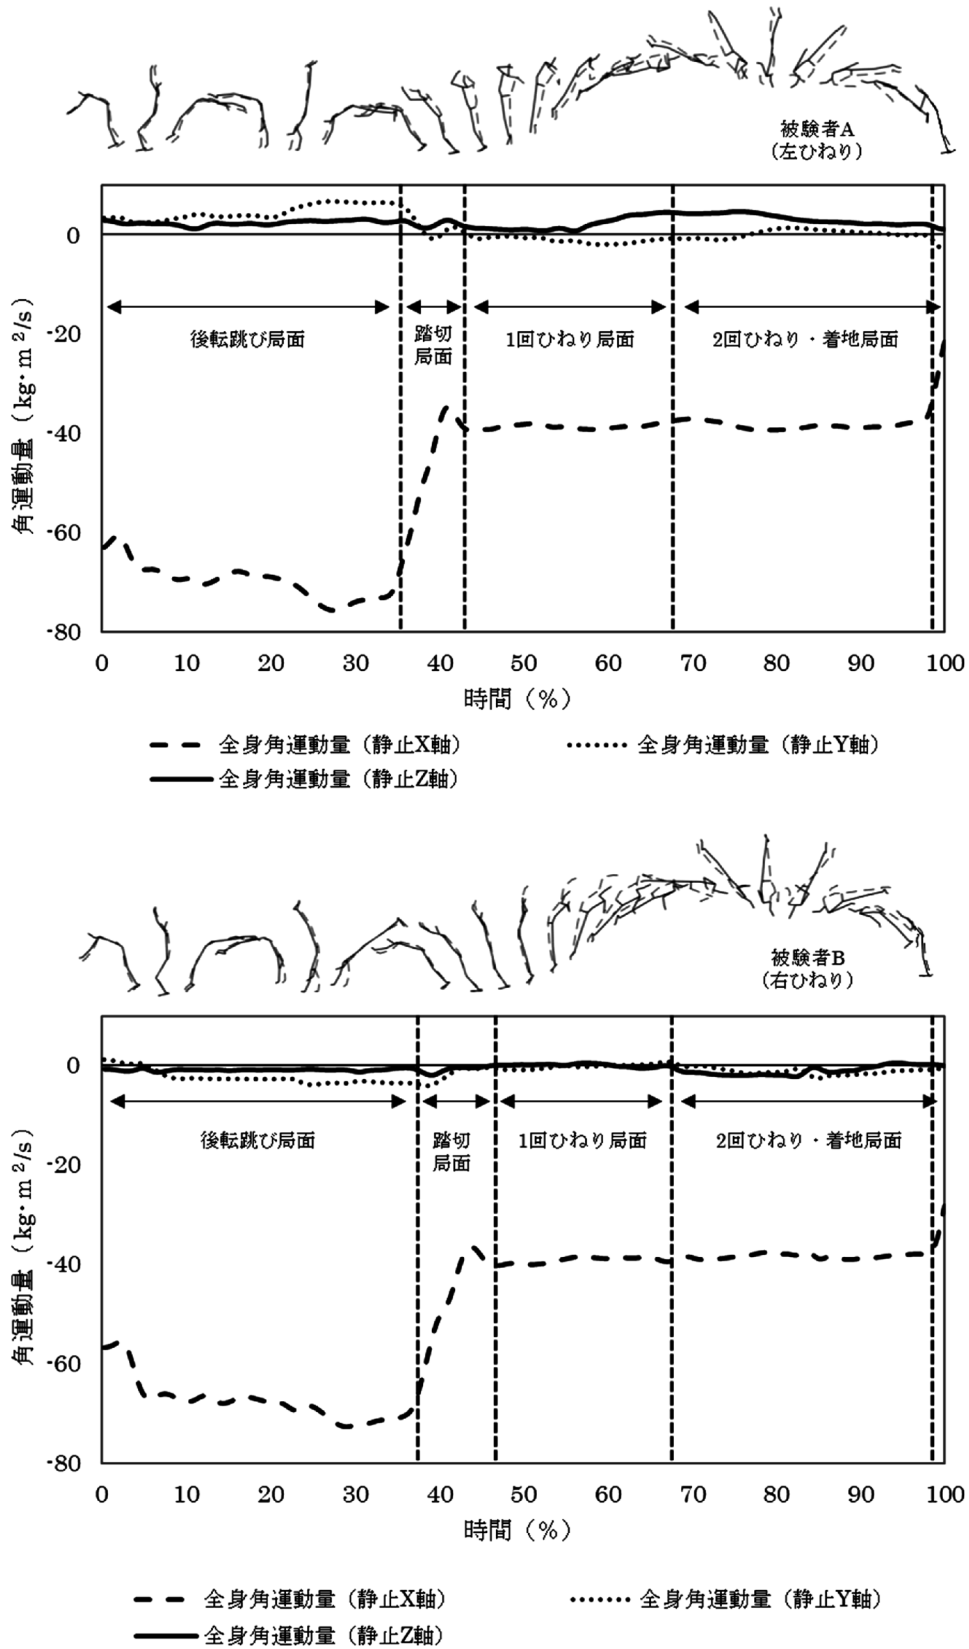 被験者A
(左ひねり)
0
-20
-40
-60
-80
角運動量（kg·m²/s）
後転跳び局面
踏切
局面
1回ひねり局面
2回ひねり・着地局面
0 10 20 30 40 50 60 70 80 90 100
時間（%）
全身角運動量（静止X軸）
全身角運動量（静止Y軸）
全身角運動量（静止Z軸）
被験者B
(右ひねり)
0
-20
-40
-60
-80
角運動量（kg·m²/s）
後転跳び局面
踏切
局面
1回ひねり局面
2回ひねり・着地局面
0 10 20 30 40 50 60 70 80 90 100
時間（%）
全身角運動量（静止X軸）
全身角運動量（静止Y軸）
全身角運動量（静止Z軸）